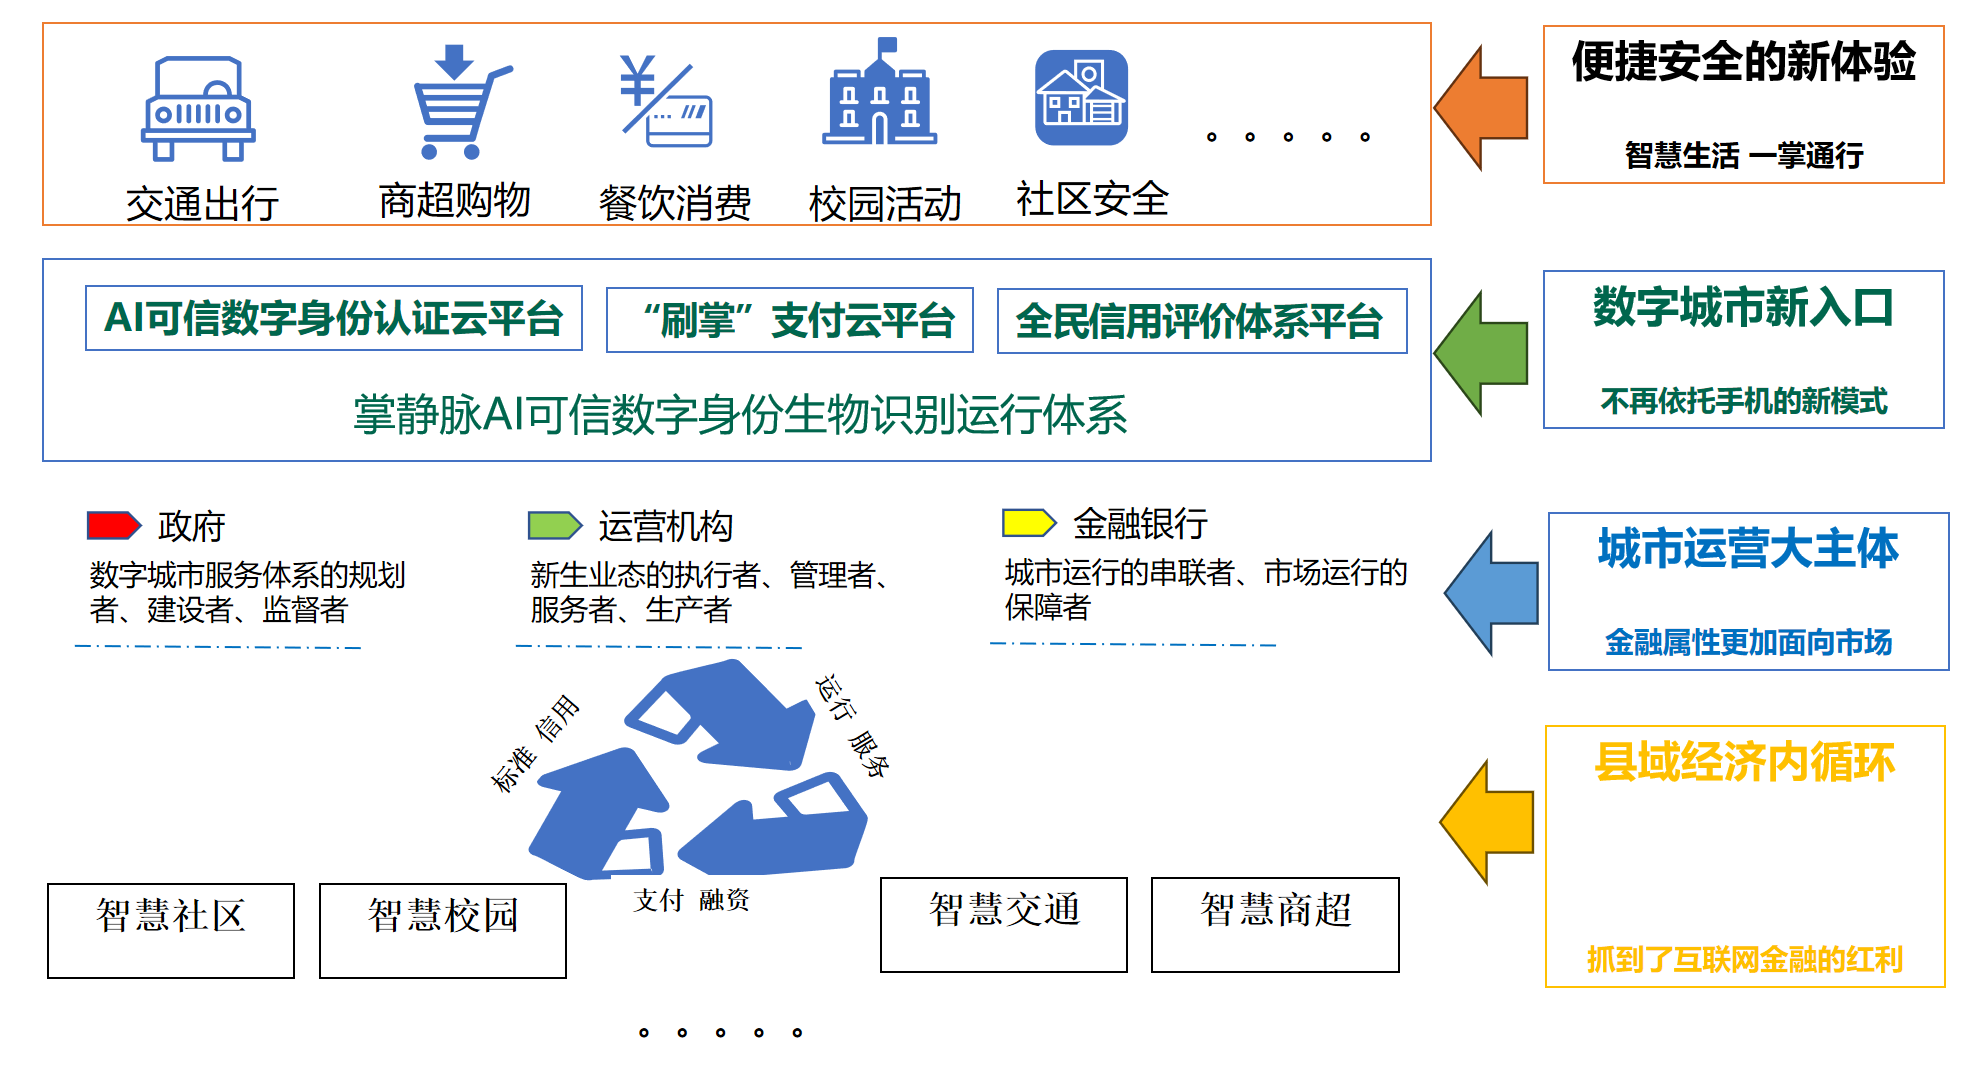 交通出行
商超购物
餐饮消费
校园活动
社区安全
。。。。。
便捷安全的新体验
智慧生活 一掌通行
AI可信数字身份认证云平台
“刷掌”支付云平台
全民信用评价体系平台
掌静脉AI可信数字身份生物识别运行体系
数字城市新入口
不再依托手机的新模式
政府
数字城市服务体系的规划
者、建设者、监督者
运营机构
新生业态的执行者、管理者、
服务者、生产者
金融银行
城市运行的串联者、市场运行的
保障者
城市运营大主体
金融属性更加面向市场
标准 信用
运行 服务
支付 融资
县域经济内循环
抓到了互联网金融的红利
智慧社区
智慧校园
智慧交通
智慧商超
。。。。。